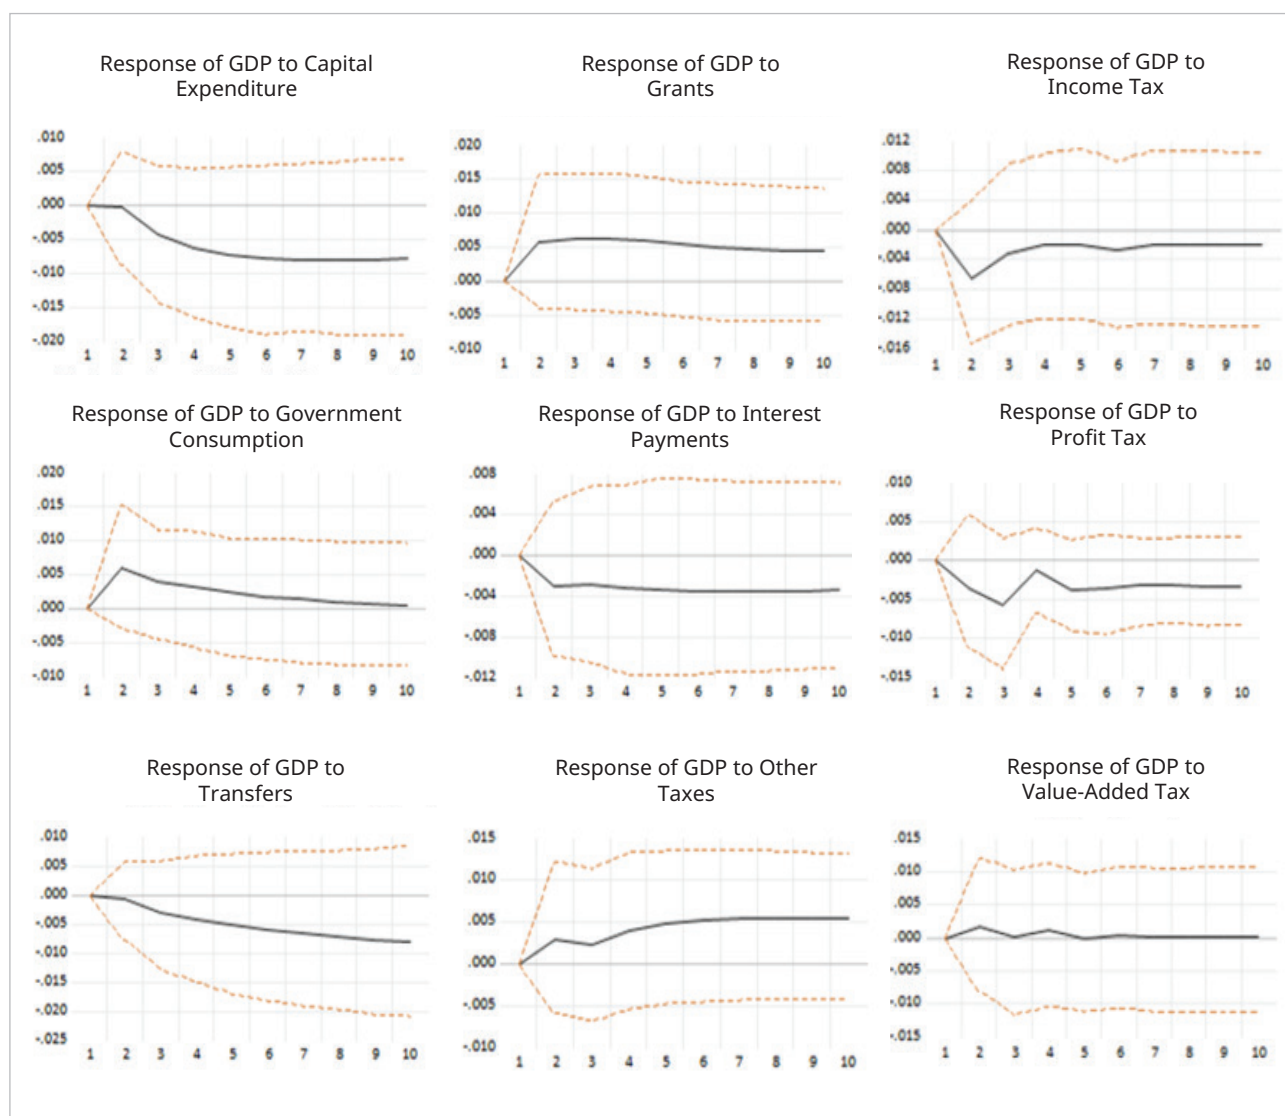 Response of GDP to Capital
Expenditure
.010
.005
.000
-.005
-.010
-.015
-.020
1 2 3 4 5 6 7 8 9 10
Response of GDP to
Grants
.020
.015
.010
.005
.000
-.005
-.010
1 2 3 4 5 6 7 8 9 10
Response of GDP to
Income Tax
.012
.008
.004
.000
-.004
-.008
-.012
-.016
1 2 3 4 5 6 7 8 9 10
Response of GDP to Government
Consumption
.020
.015
.010
.005
.000
-.005
-.010
1 2 3 4 5 6 7 8 9 10
Response of GDP to Interest
Payments
.008
.004
.000
-.004
-.008
-.012
1 2 3 4 5 6 7 8 9 10
Response of GDP to
Profit Tax
.010
.005
.000
-.005
-.010
-.015
1 2 3 4 5 6 7 8 9 10
Response of GDP to
Transfers
.010
.005
.000
-.005
-.010
-.015
-.020
-.025
1 2 3 4 5 6 7 8 9 10
Response of GDP to Other
Taxes
.015
.010
.005
.000
-.005
-.010
1 2 3 4 5 6 7 8 9 10
Response of GDP to
Value-Added Tax
.015
.010
.005
.000
-.005
-.010
-.015
1 2 3 4 5 6 7 8 9 10